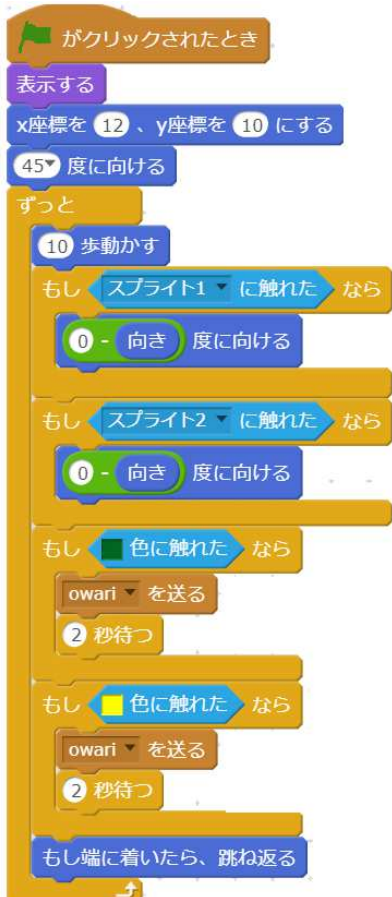 がクリックされたとき
表示する
x座標を 12 、y座標を 10 にする
45 度に向ける
ずっと
10 歩動かす
もし スプライト1 に触れた なら
0 - 向き 度に向ける
もし スプライト2 に触れた なら
0 - 向き 度に向ける
もし 色に触れた なら
owari を送る
2 秒待つ
もし 色に触れた なら
owari を送る
2 秒待つ
もし端に着いたら、跳ね返る